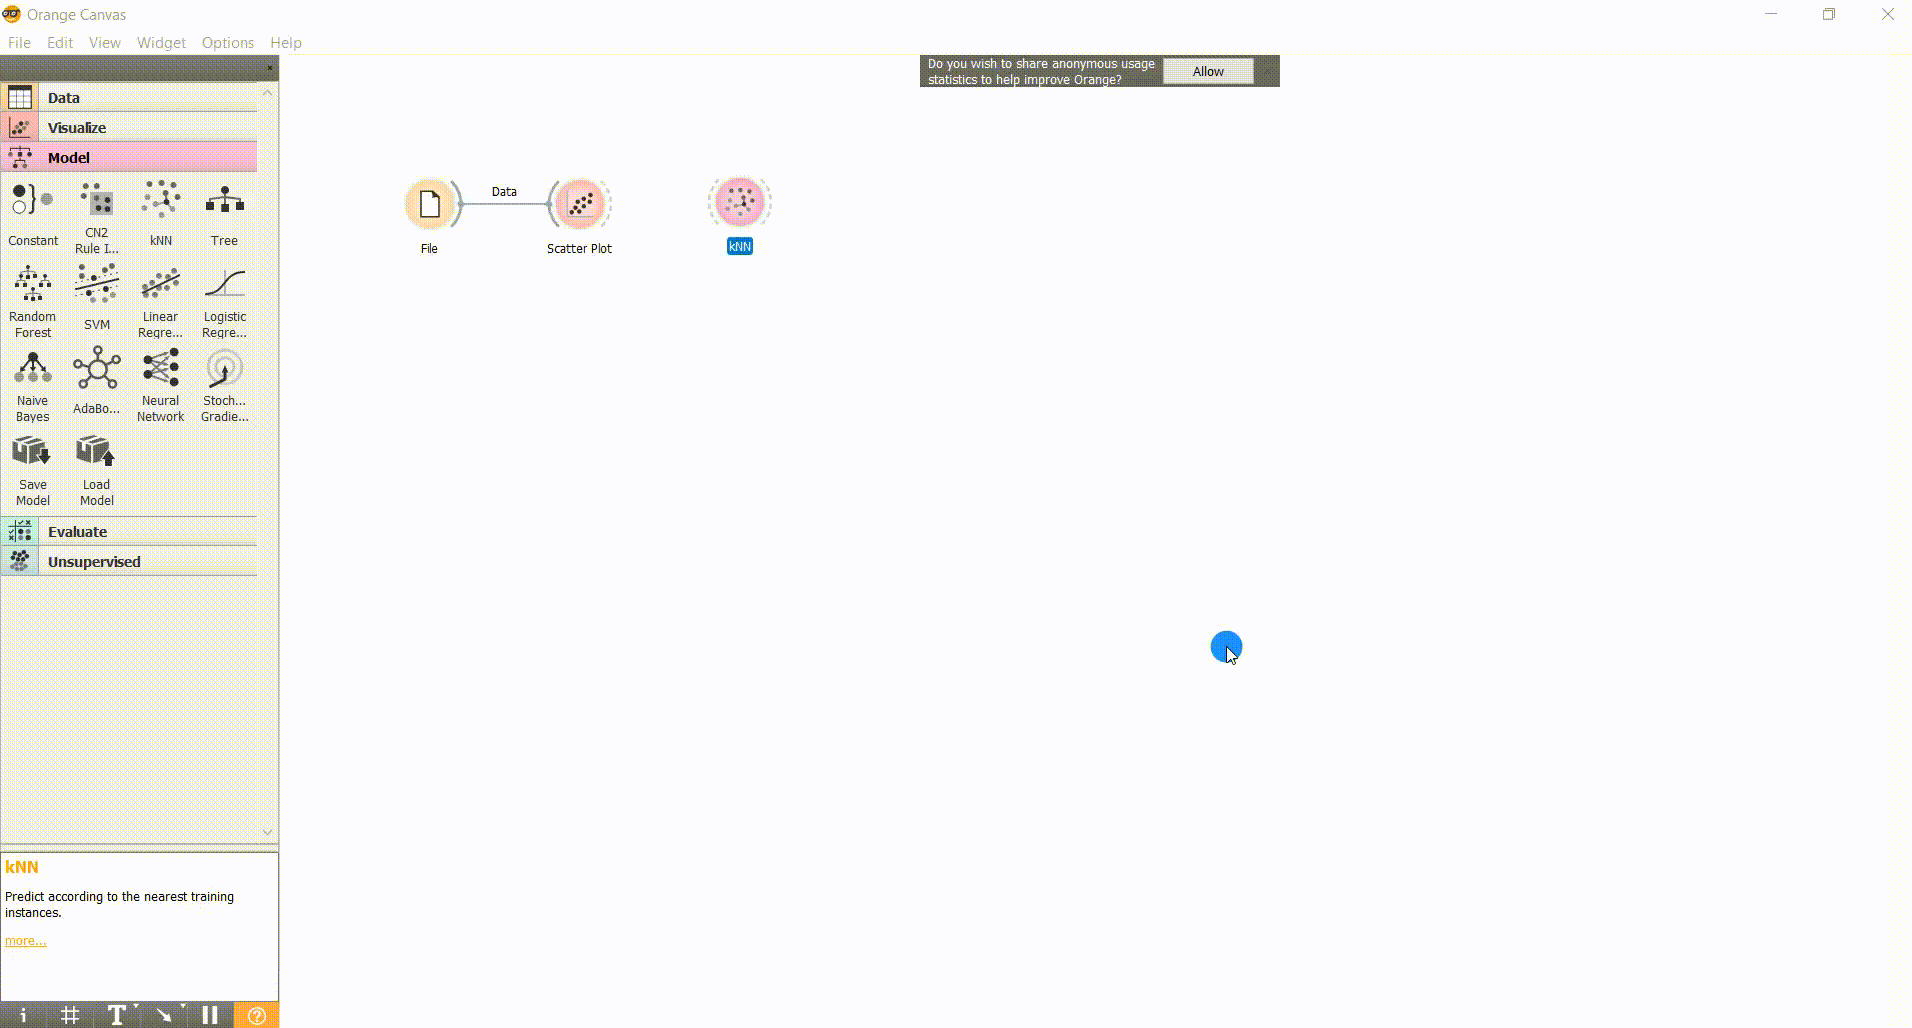 Orange Canvas
File Edit View Widget Options Help
Do you wish to share anonymous usage
statistics to help improve Orange?
Allow
Data
Visualize
Model
Constant
CN2
Rule I...
kNN
Tree
Random
Forest
SVM
Linear
Regre...
Logistic
Regre...
Naive
Bayes
AdaBo...
Neural
Network
Stoch...
Gradie...
Save
Model
Load
Model
Evaluate
Unsupervised
Data
File
Scatter Plot
kNN
kNN
Predict according to the nearest training
instances.
more...
i # T ?